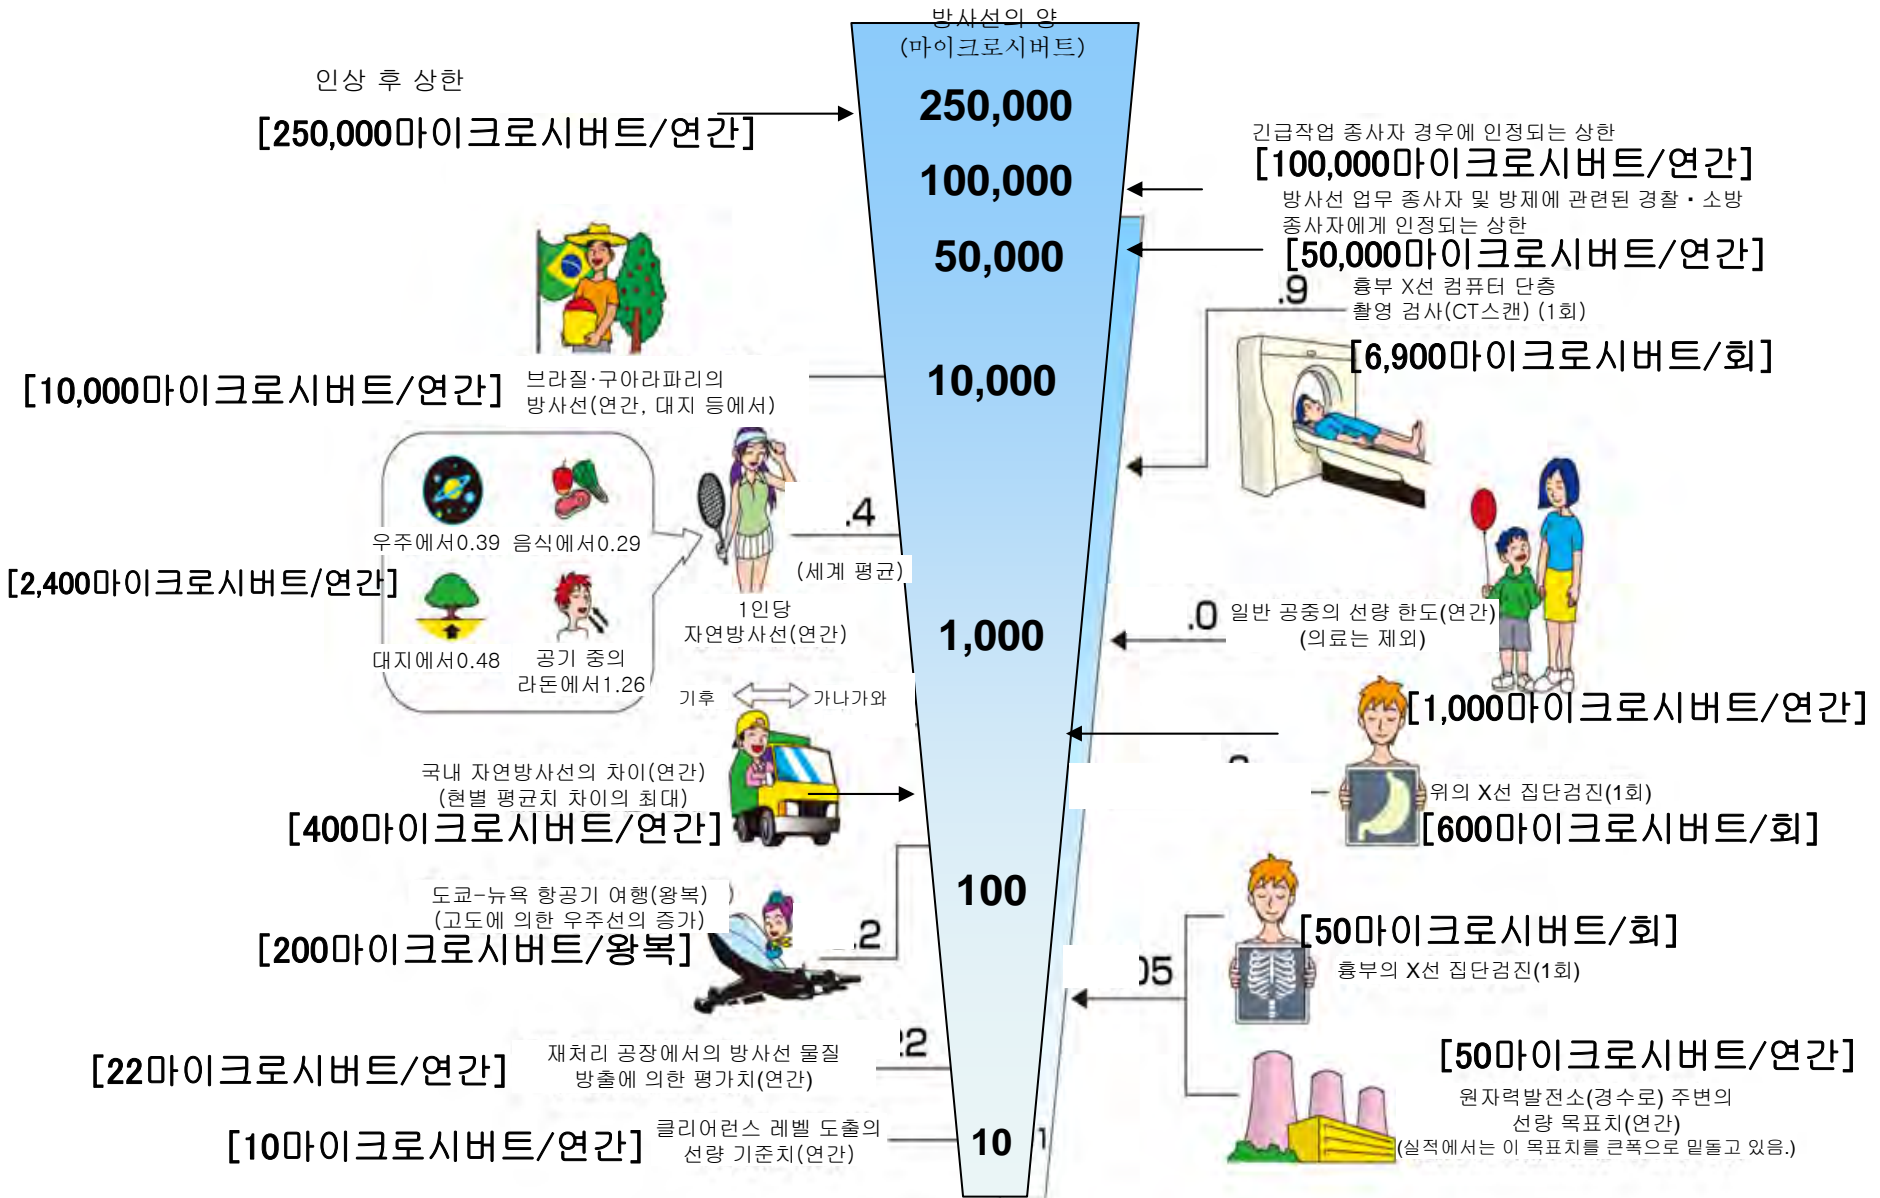 방사선의 양
(마이크로시버트)
250,000
100,000
50,000
10,000
1,000
100
10
인상 후 상한
[250,000마이크로시버트/연간]
브라질·구아라파리의
방사선(연간, 대지 등에서)
[10,000마이크로시버트/연간]
우주에서0.39
음식에서0.29
대지에서0.48
공기 중의
라돈에서1.26
[2,400마이크로시버트/연간]
.4
(세계 평균)
1인당
자연방사선(연간)
기후
가나가와
국내 자연방사선의 차이(연간)
(현별 평균치 차이의 최대)
[400마이크로시버트/연간]
도쿄-뉴욕 항공기 여행(왕복)
)
(고도에 의한 우주선의 증가)
[200마이크로시버트/왕복]
.2
재처리 공장에서의 방사선 물질
방출에 의한 평가치(연간)
[22마이크로시버트/연간]
22
클리어런스 레벨 도출의
선량 기준치(연간)
[10마이크로시버트/연간]
1
긴급작업 종사자 경우에 인정되는 상한
[100,000마이크로시버트/연간]
방사선 업무 종사자 및 방제에 관련된 경찰・소방
종사자에게 인정되는 상한
[50,000마이크로시버트/연간]
.9
흉부 X선 컴퓨터 단층
촬영 검사(CT스캔) (1회)
[6,900마이크로시버트/회]
.0
일반 공중의 선량 한도(연간)
(의료는 제외)
[1,000마이크로시버트/연간]
위의 X선 집단검진(1회)
[600마이크로시버트/회]
[50마이크로시버트/회]
흉부의 X선 집단검진(1회)
05
[50마이크로시버트/연간]
원자력발전소(경수로) 주변의
선량 목표치(연간)
(실적에서는 이 목표치를 큰폭으로 밑돌고 있음.)